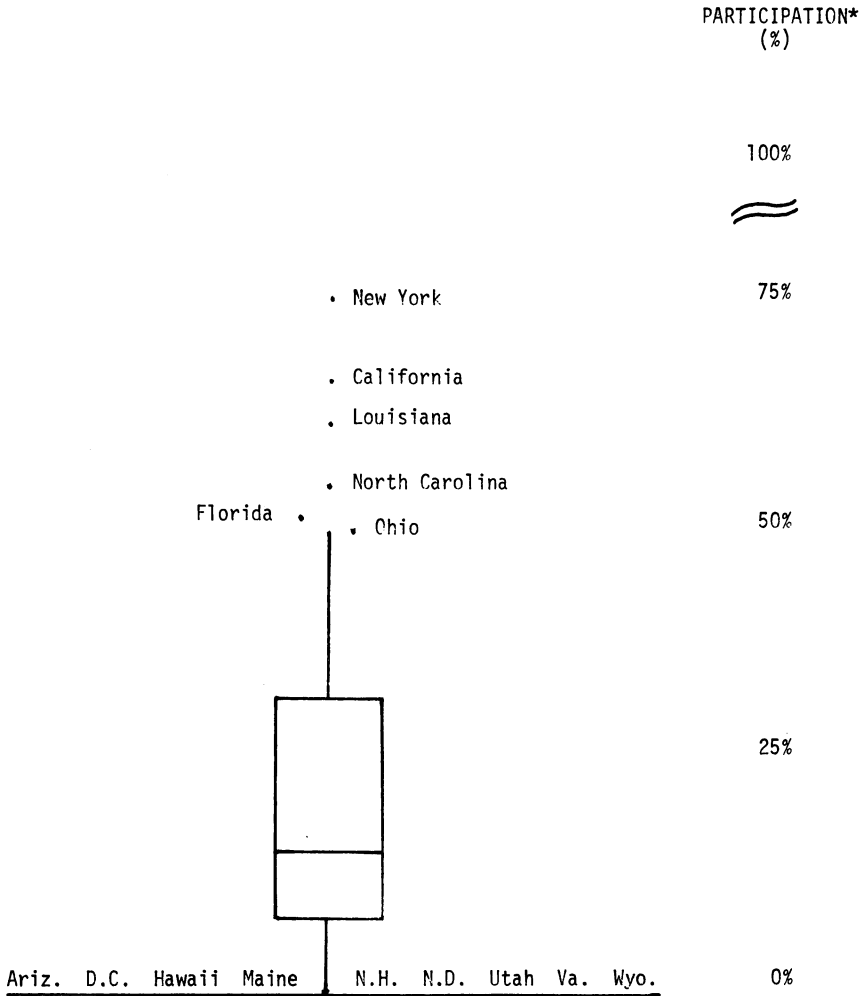 PARTICIPATION*
(%)
100%
New York 75%
California
Louisiana
North Carolina
Florida Ohio 50%
25%
Ariz. D.C. Hawaii Maine N.H. N.D. Utah Va. Wyo. 0%